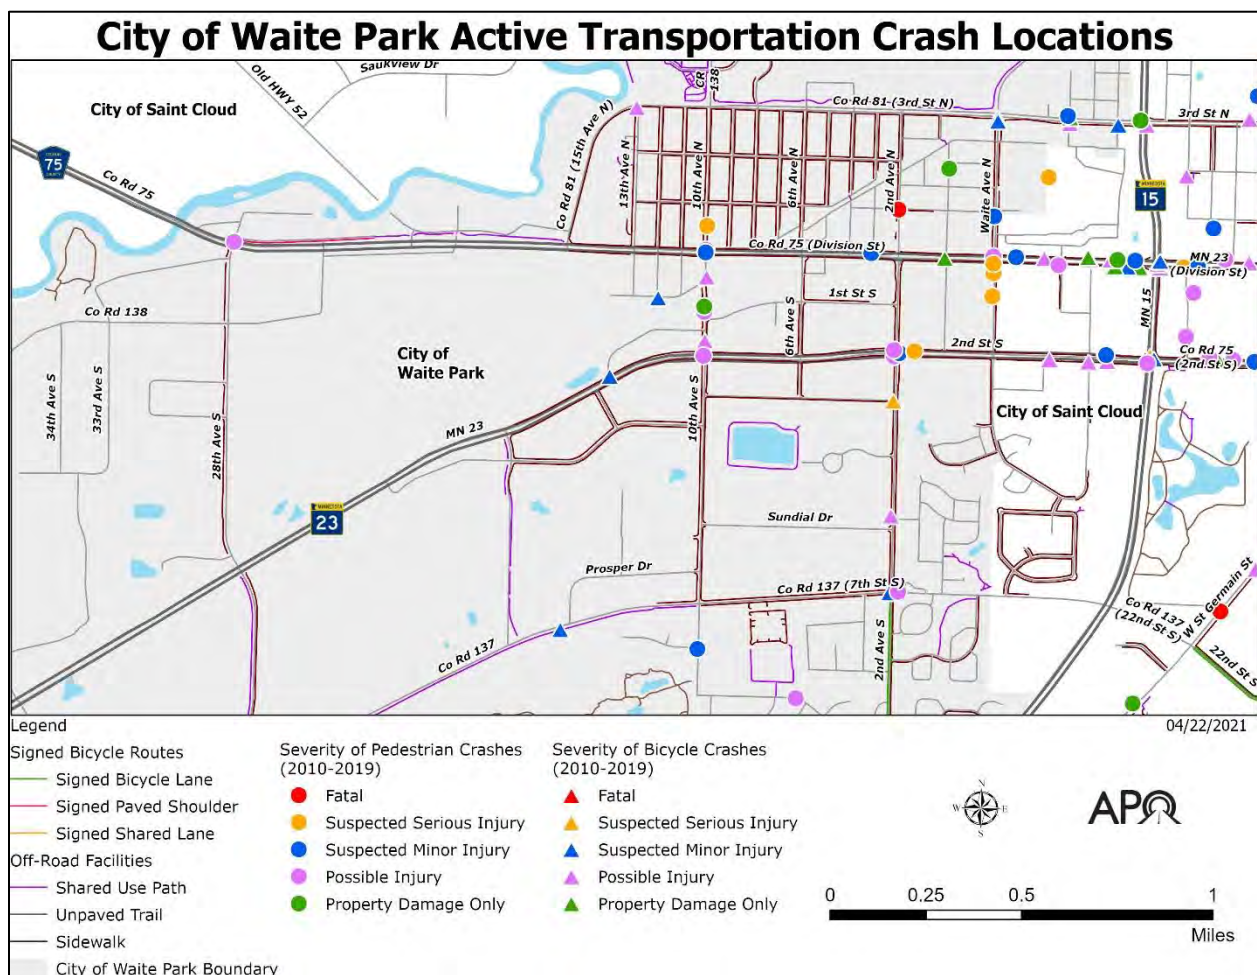 City of Waite Park Active Transportation Crash Locations
Saukview Dr
Old HWY 52
City of Saint Cloud
CR 138
Co Rd 81 (3rd St N)
3rd St N
75
Co Rd 75
Co Rd 81 (15th Ave N)
13th Ave N
10th Ave N
6th Ave N
2nd Ave N
Waite Ave N
MINNESOTA
15
Co Rd 75 (Division St)
MN 23
(Division St)
Co Rd 138
1st St S
6th Ave S
MN 15
2nd St S
Co Rd 75
(2nd St S)
City of
Waite Park
34th Ave S
33rd Ave S
28th Ave S
10th Ave S
MN 23
City of Saint Cloud
MINNESOTA
23
Sundial Dr
Prosper Dr
Co Rd 137 (7th St S)
Co Rd 137
(22nd St S)
W St Germain St
Co Rd 137
2nd Ave S
22nd St S
04/22/2021
Legend
Signed Bicycle Routes
Signed Bicycle Lane
Signed Paved Shoulder
Signed Shared Lane
Off-Road Facilities
Shared Use Path
Unpaved Trail
Sidewalk
City of Waite Park Boundary
Severity of Pedestrian Crashes
(2010-2019)
Fatal
Suspected Serious Injury
Suspected Minor Injury
Possible Injury
Property Damage Only
Severity of Bicycle Crashes
(2010-2019)
Fatal
Suspected Serious Injury
Suspected Minor Injury
Possible Injury
Property Damage Only
N
W
E
S
APO
0 0.25 0.5 1
Miles